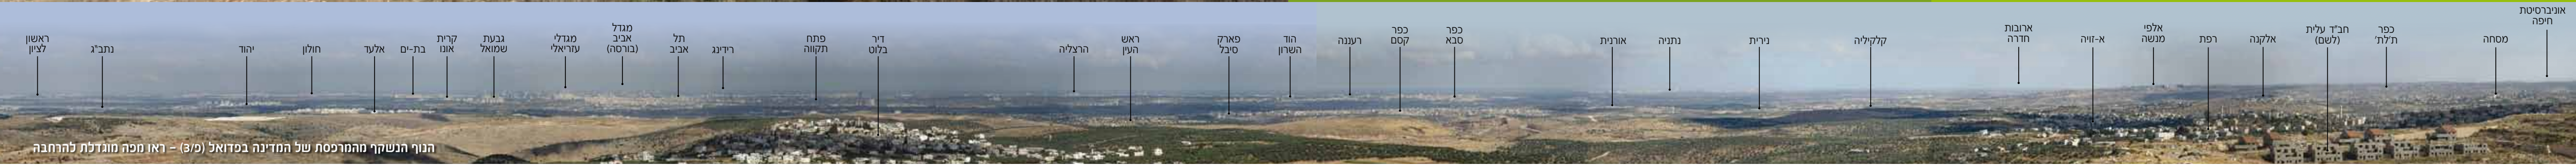 אוניברסיטת
חיפה
מסחה
כפר
ת'לת'
חב"ד עלית
(לשם)
אלקנה
רפת
אלפי
מנשה
א-זויה
ארובות
חדרה
קלקיליה
נירית
נתניה
אורנית
כפר
סבא
כפר
קסם
רעננה
הוד
השרון
פארק
סיבל
ראש
העין
הרצליה
דיר
בלוט
פתח
תקווה
רידינג
תל
אביב
מגדל
אביב
(בורסה)
מגדלי
עזריאלי
גבעת
שמואל
קרית
אונו
בת-ים
אלעד
חולון
יהוד
נתב"ג
ראשון
לציון
הנוף הנשקף מהמרפסת של המדינה בפדואל (פ/3) – ראו מפה מוגדלת להרחבה